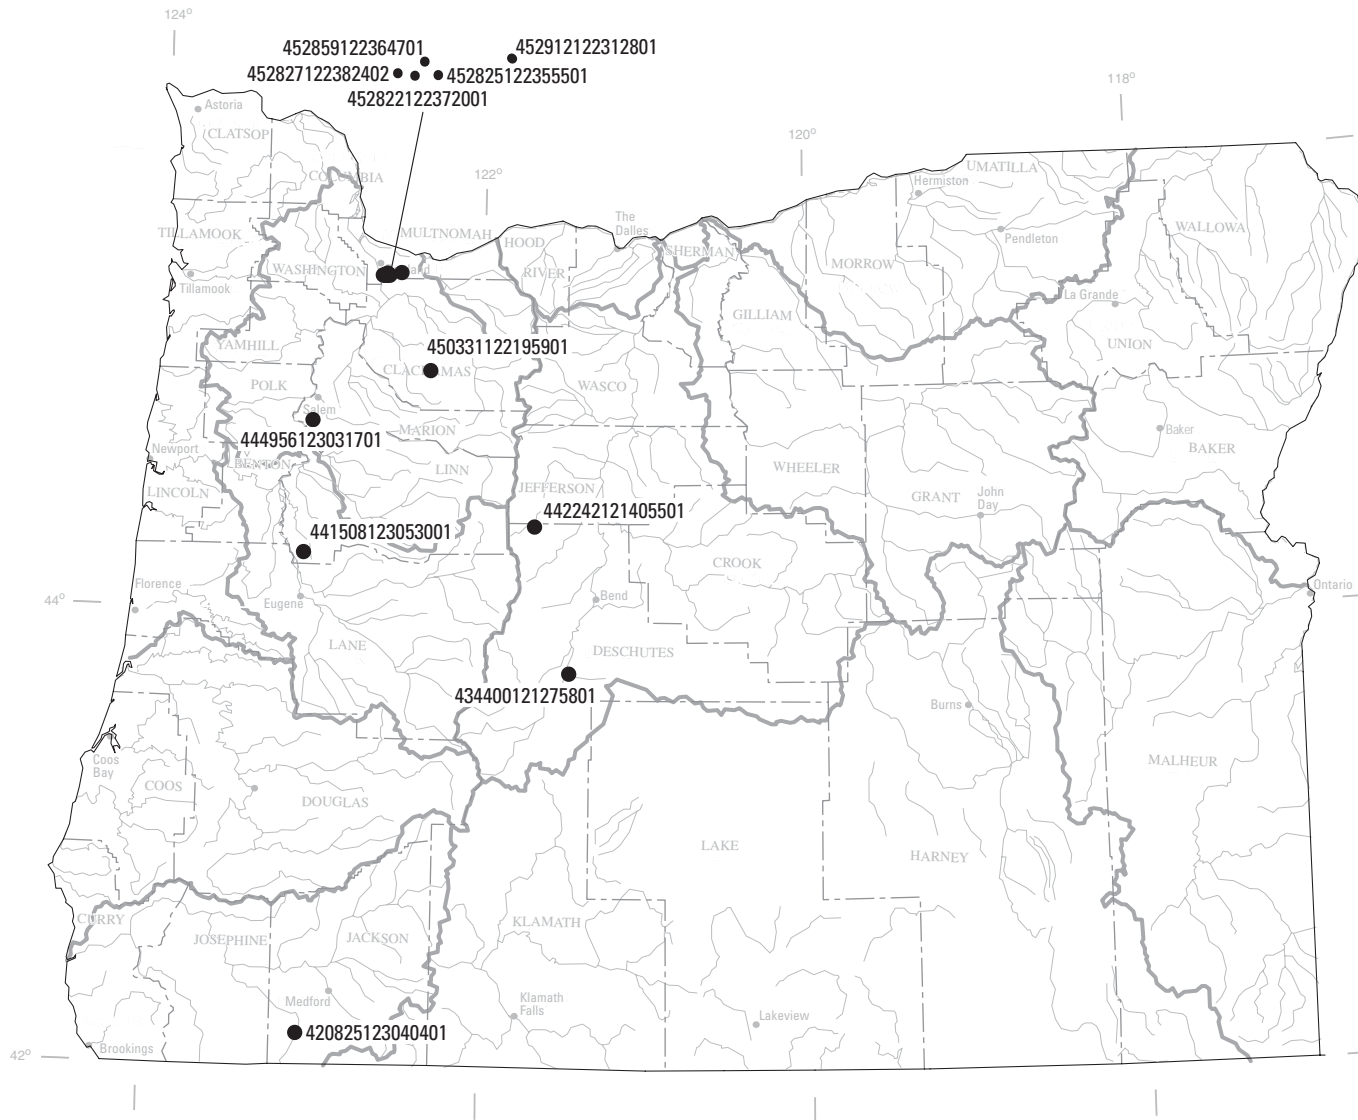 124°
452859122364701
452912122312801
452827122382402
452825122355501
452822122372001
118°
Astoria
CLATSOP
120°
UMATILLA
COLUMBIA
122°
Hermiston
The
Dalles
WALLOWA
TILLAMOOK
MULTNOMAH
HOOD
RIVER
SHERMAN
Pendleton
WASHINGTON
MORROW
Tillamook
La Grande
GILLIAM
YAMHILL
450331122195901
UNION
CLACKAMAS
POLK
WASCO
Salem
444956123031701
MARION
Baker
BAKER
Newport
BENTON
LINN
WHEELER
LINCOLN
JEFFERSON
GRANT
John
Day
442242121405501
441508123053001
CROOK
Florence
Ontario
44°
Eugene
Bend
LANE
DESCHUTES
434400121275801
Burns
Coos
Bay
COOS
MALHEUR
DOUGLAS
LAKE
HARNEY
CURRY
KLAMATH
JOSEPHINE
JACKSON
Medford
Klamath
Falls
Lakeview
420825123040401
42°
Brookings